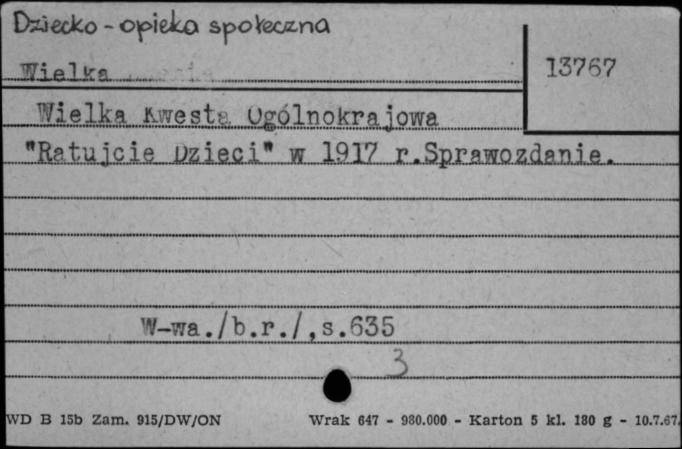 Dziecko - opieka społeczna
Wielka
13767
Wielka Kwesta Ogólnokrajowa
"Ratujcie Dzieci" w 1917 r.Sprawozdanie.
W-wa./b.r./,s.635
3
WD B 15b Zam. 915/DW/ON Wrak 647 - 980.000 - Karton 5 kl. 180 g - 10.7.67.